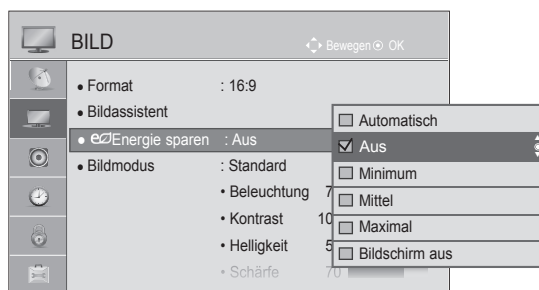 BILD
Bewegen OK
• Format : 16:9
• Bildassistent
• Energie sparen : Aus
• Bildmodus : Standard
• Beleuchtung 7
• Kontrast 10
• Helligkeit 5
• Schärfe 70
Automatisch
Aus
Minimum
Mittel
Maximal
Bildschirm aus